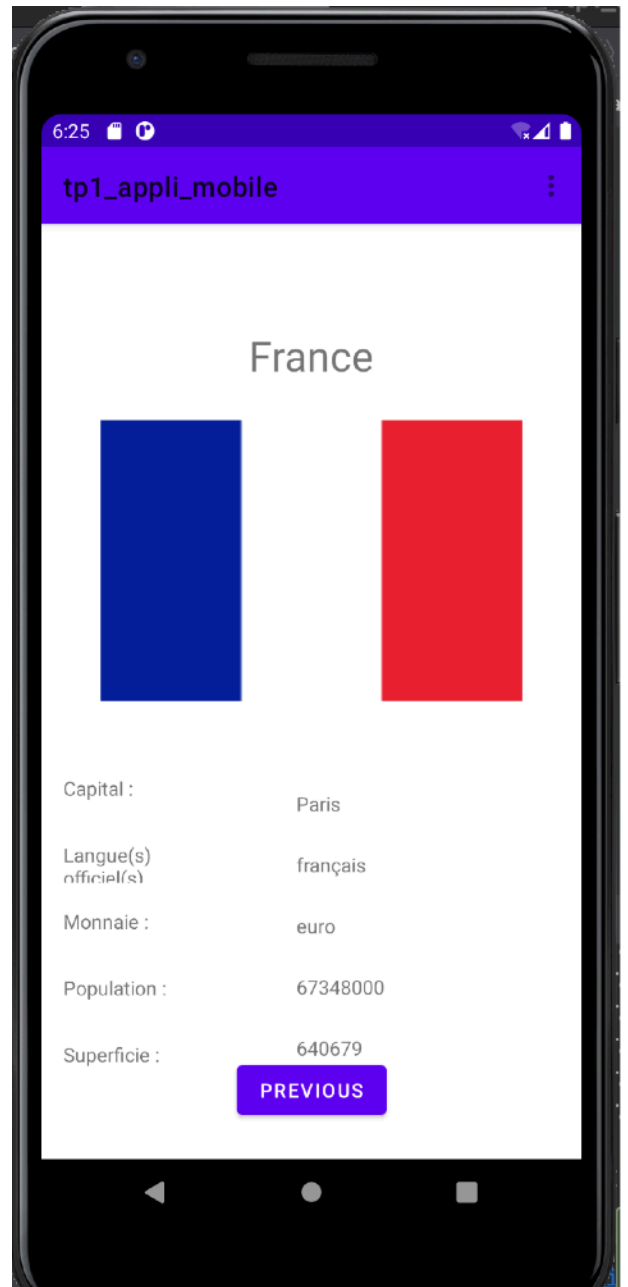 6:25
tp1_appli_mobile
France
Capital :
Paris
Langue(s)
officiel(s)
français
Monnaie :
euro
Population :
67348000
Superficie :
640679
PREVIOUS